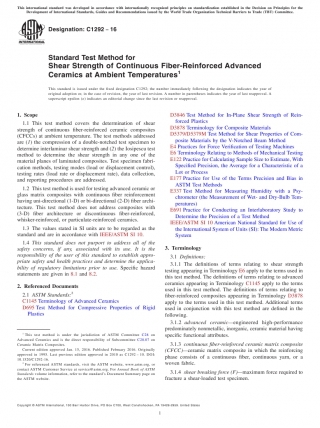 This international standard was developed in accordance with internationally recognized principles on standardization established in the Decision on Principles for the
Development of International Standards, Guides and Recommendations issued by the World Trade Organization Technical Barriers to Trade (TBT) Committee.
Designation: C1292 − 16
Standard Test Method for
Shear Strength of Continuous Fiber-Reinforced Advanced
Ceramics at Ambient Temperatures1
This standard is issued under the fixed designation C1292; the number immediately following the designation indicates the year of
original adoption or, in the case of revision, the year of last revision. A number in parentheses indicates the year of last reapproval. A
superscript epsilon (ε) indicates an editorial change since the last revision or reapproval.
1. Scope
1.1 This test method covers the determination of shear
strength of continuous fiber-reinforced ceramic composites
(CFCCs) at ambient temperature. The test methods addressed
are (1) the compression of a double-notched test specimen to
determine interlaminar shear strength and (2) the Iosipescu test
method to determine the shear strength in any one of the
material planes of laminated composites. Test specimen fabri-
cation methods, testing modes (load or displacement control),
testing rates (load rate or displacement rate), data collection,
and reporting procedures are addressed.
1.2 This test method is used for testing advanced ceramic or
glass matrix composites with continuous fiber reinforcement
having uni-directional (1-D) or bi-directional (2-D) fiber archi-
tecture. This test method does not address composites with
(3-D) fiber architecture or discontinuous fiber-reinforced,
whisker-reinforced, or particulate-reinforced ceramics.
1.3 The values stated in SI units are to be regarded as the
standard and are in accordance with IEEE/ASTM SI 10.
1.4 This standard does not purport to address all of the
safety concerns, if any, associated with its use. It is the
responsibility of the user of this standard to establish appro-
priate safety and health practices and determine the applica-
bility of regulatory limitations prior to use. Specific hazard
statements are given in 8.1 and 8.2.
2. Referenced Documents
2.1 ASTM Standards:2
C1145 Terminology of Advanced Ceramics
D695 Test Method for Compressive Properties of Rigid
Plastics
1 This test method is under the jurisdiction of ASTM Committee C28 on
Advanced Ceramics and is the direct responsibility of Subcommittee C28.07 on
Ceramic Matrix Composites.
Current edition approved Jan. 15, 2016. Published February 2016. Originally
approved in 1995. Last previous edition approved in 2010 as C1292 – 10. DOI:
10.1520/C1292-16.
2 For referenced ASTM standards, visit the ASTM website, www.astm.org, or
contact ASTM Customer Service at service@astm.org. For Annual Book of ASTM
Standards volume information, refer to the standard's Document Summary page on
the ASTM website.
D3846 Test Method for In-Plane Shear Strength of Rein-
forced Plastics
D3878 Terminology for Composite Materials
D5379/D5379M Test Method for Shear Properties of Com-
posite Materials by the V-Notched Beam Method
E4 Practices for Force Verification of Testing Machines
E6 Terminology Relating to Methods of Mechanical Testing
E122 Practice for Calculating Sample Size to Estimate, With
Specified Precision, the Average for a Characteristic of a
Lot or Process
E177 Practice for Use of the Terms Precision and Bias in
ASTM Test Methods
E337 Test Method for Measuring Humidity with a Psy-
chrometer (the Measurement of Wet- and Dry-Bulb Tem-
peratures)
E691 Practice for Conducting an Interlaboratory Study to
Determine the Precision of a Test Method
IEEE/ASTM SI 10 American National Standard for Use of
the International System of Units (SI): The Modern Metric
System
3. Terminology
3.1 Definitions:
3.1.1 The definitions of terms relating to shear strength
testing appearing in Terminology E6 apply to the terms used in
this test method. The definitions of terms relating to advanced
ceramics appearing in Terminology C1145 apply to the terms
used in this test method. The definitions of terms relating to
fiber-reinforced composites appearing in Terminology D3878
apply to the terms used in this test method. Additional terms
used in conjunction with this test method are defined in the
following.
3.1.2 advanced ceramic—engineered high-performance
predominately nonmetallic, inorganic, ceramic material having
specific functional attributes.
3.1.3 continuous fiber-reinforced ceramic matrix composite
(CFCC)—ceramic matrix composite in which the reinforcing
phase consists of a continuous fiber, continuous yarn, or a
woven fabric.
3.1.4 shear breaking force (F)—maximum force required to
fracture a shear-loaded test specimen.
Copyright © ASTM International, 100 Barr Harbor Drive, PO Box C700, West Conshohocken, PA 19428-2959. United States
1